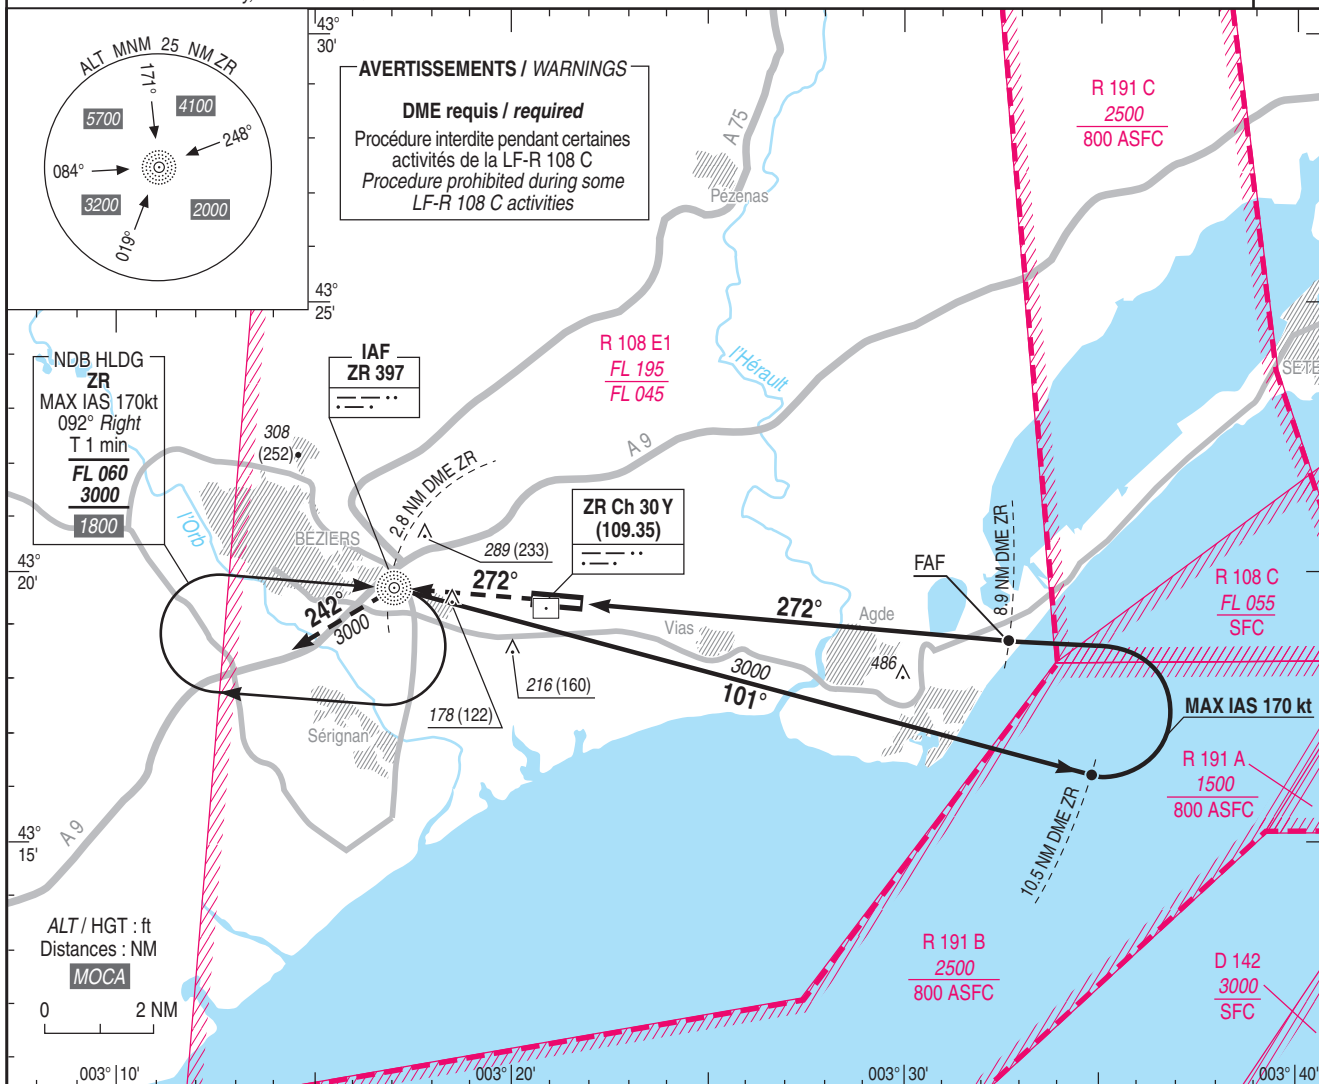 ALT MNM 25 NM ZR
171°
5700
4100
248°
084°
3200
2000
019°
43°
30'
AVERTISSEMENTS / WARNINGS
DME requis / required
Procédure interdite pendant certaines
activités de la LF-R 108 C
Procedure prohibited during some
LF-R 108 C activities
A 75
Pézenas
R 191 C
2500
800 ASFC
43°
25'
NDB HLDG
ZR
MAX IAS 170kt
092° Right
T 1 min
FL 060
3000
1800
IAF
ZR 397
R 108 E1
FL 195
FL 045
l'Hérault
SETE
308
(252)
A 9
2.8 NM DME ZR
ZR Ch 30 Y
(109.35)
l'Orb
BÉZIERS
289 (233)
8.9 NM DME ZR
FAF
43°
20'
272°
272°
R 108 C
FL 055
SFC
242°
3000
Vias
Agde
486
3000
101°
216 (160)
178 (122)
MAX IAS 170 kt
Sérignan
R 191 A
1500
800 ASFC
10.5 NM DME ZR
A 9
43°
15'
ALT / HGT : ft
Distances : NM
MOCA
0 2 NM
R 191 B
2500
800 ASFC
D 142
3000
SFC
003° 10'
003° 20'
003° 30'
003° 40'